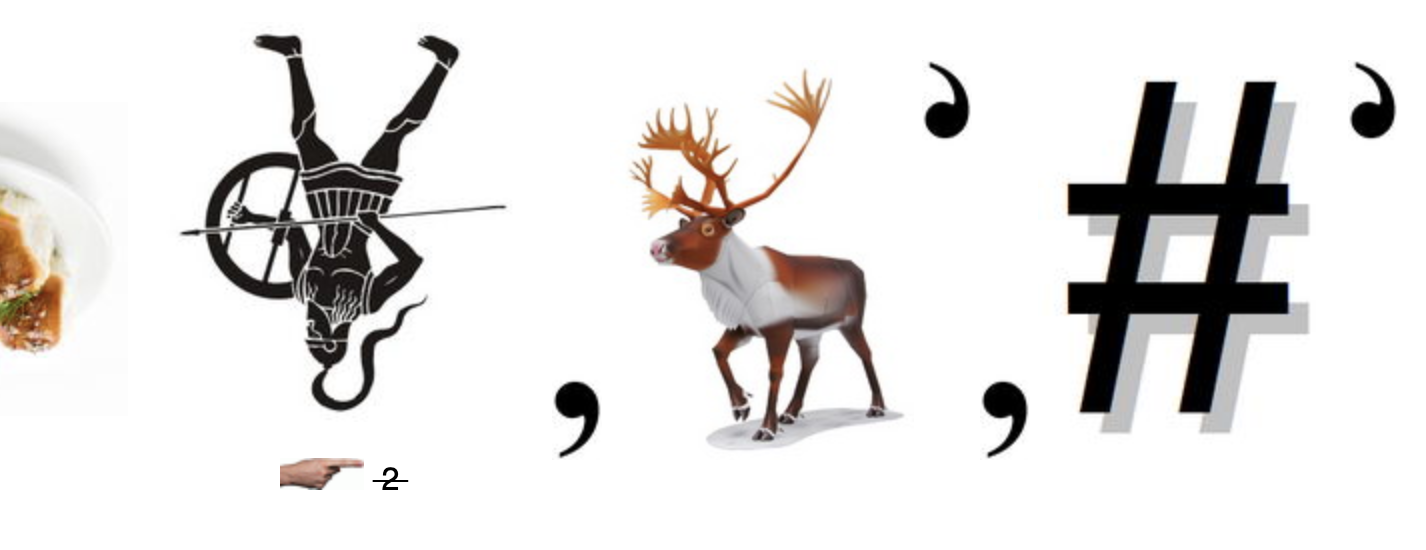 , ’ , # ’
2